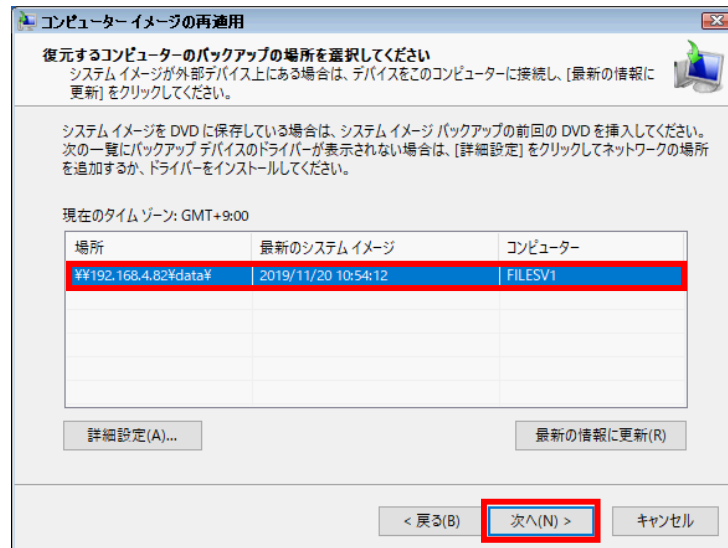 コンピューター イメージの再適用
復元するコンピューターのバックアップの場所を選択してください
システム イメージが外部デバイス上にある場合は、デバイスをこのコンピューターに接続し、[最新の情報に
更新] をクリックしてください。
システム イメージを DVD に保存している場合は、システム イメージ バックアップの前回の DVD を挿入してください。
次の一覧にバックアップ デバイスのドライバーが表示されない場合は、[詳細設定] をクリックしてネットワークの場所
を追加するか、ドライバーをインストールしてください。
現在のタイム ゾーン: GMT+9:00
場所 最新のシステム イメージ コンピューター
¥¥192.168.4.82¥data¥ 2019/11/20 10:54:12 FILESV1
詳細設定(A)... 最新の情報に更新(R)
< 戻る(B) 次へ(N) > キャンセル